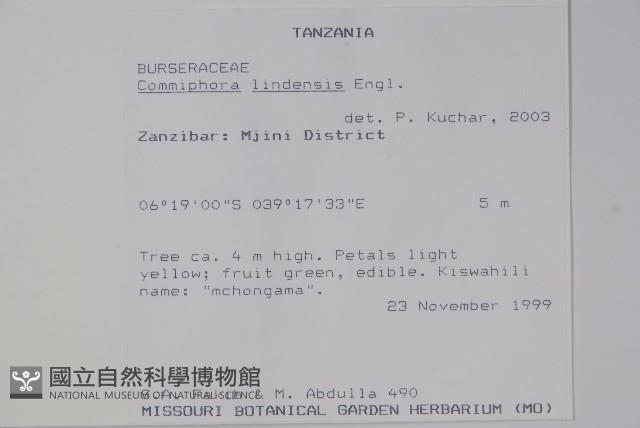 TANZANIA
BURSERACEAE
Commiphora lindensis Engl.
det. P. Kuchar, 2003
Zanzibar: Mjini District
06°19'00"S 039°17'33"E 5 m
Tree ca. 4 m high. Petals light
yellow; fruit green, edible. Kiswahili
name: "mchongama".
23 November 1999
國立自然科學博物館
NATIONAL MUSEUM OF NATURAL SCIENCE
& M. Abdulla 490
MISSOURI BOTANICAL GARDEN HERBARIUM (MO)